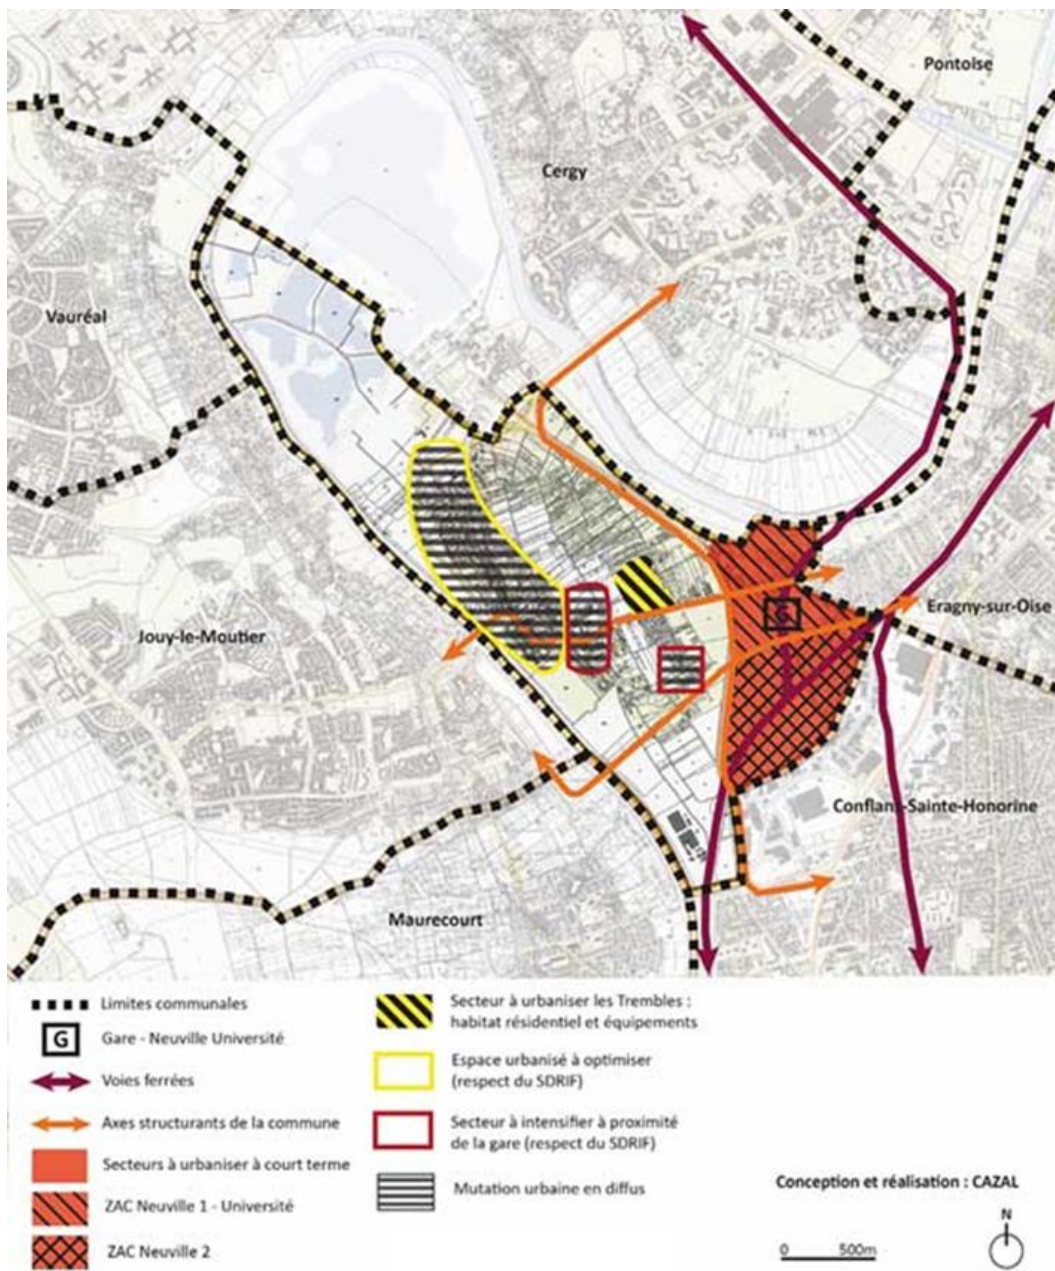 Pontoise
Cergy
Vauréal
Jouy-le-Moutier
G
Eragny-sur-Oise
Conflans-Sainte-Honorine
Maurecourt
Limites communales
G
Gare - Neuville Université
Voies ferrées
Axes structurants de la commune
Secteurs à urbaniser à court terme
ZAC Neuville 1 - Université
ZAC Neuville 2
Secteur à urbaniser les Trembles :
habitat résidentiel et équipements
Espace urbanisé à optimiser
(respect du SDRIF)
Secteur à intensifier à proximité
de la gare (respect du SDRIF)
Mutation urbaine en diffus
Conception et réalisation : CAZAL
N
0 500m